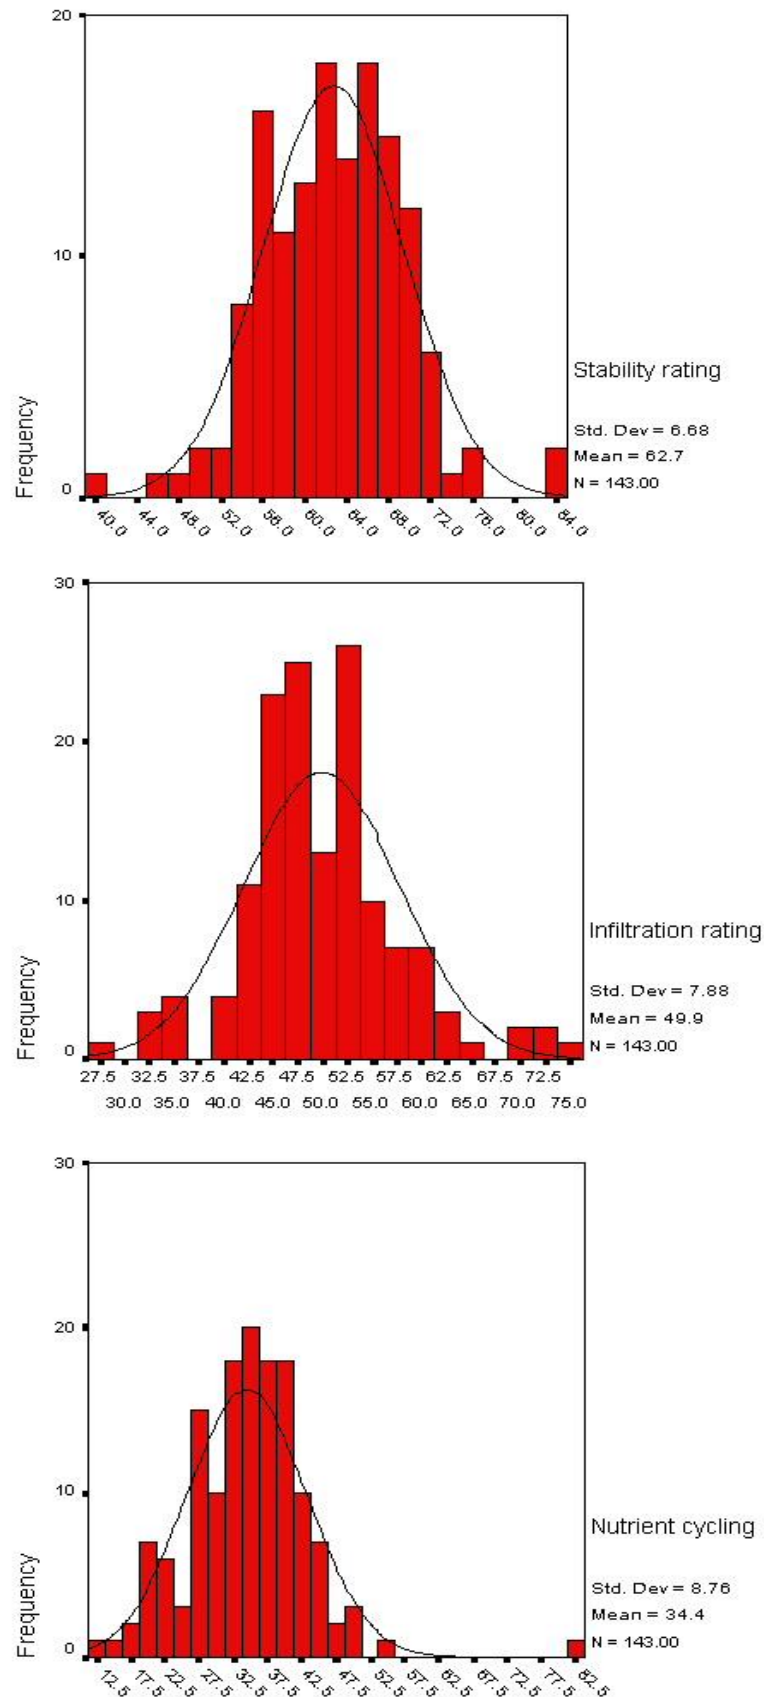 20
10
0
Frequency
Stability rating
Std. Dev = 6.68
Mean = 62.7
N = 143.00
40.0 44.0 48.0 52.0 56.0 60.0 64.0 68.0 72.0 76.0 80.0 84.0
30
20
10
0
Frequency
Infiltration rating
Std. Dev = 7.88
Mean = 49.9
N = 143.00
27.5 32.5 37.5 42.5 47.5 52.5 57.5 62.5 67.5 72.5
30.0 35.0 40.0 45.0 50.0 55.0 60.0 65.0 70.0 75.0
30
20
10
0
Frequency
Nutrient cycling
Std. Dev = 8.76
Mean = 34.4
N = 143.00
12.5 17.5 22.5 27.5 32.5 37.5 42.5 47.5 52.5 57.5 62.5 67.5 72.5 77.5 82.5